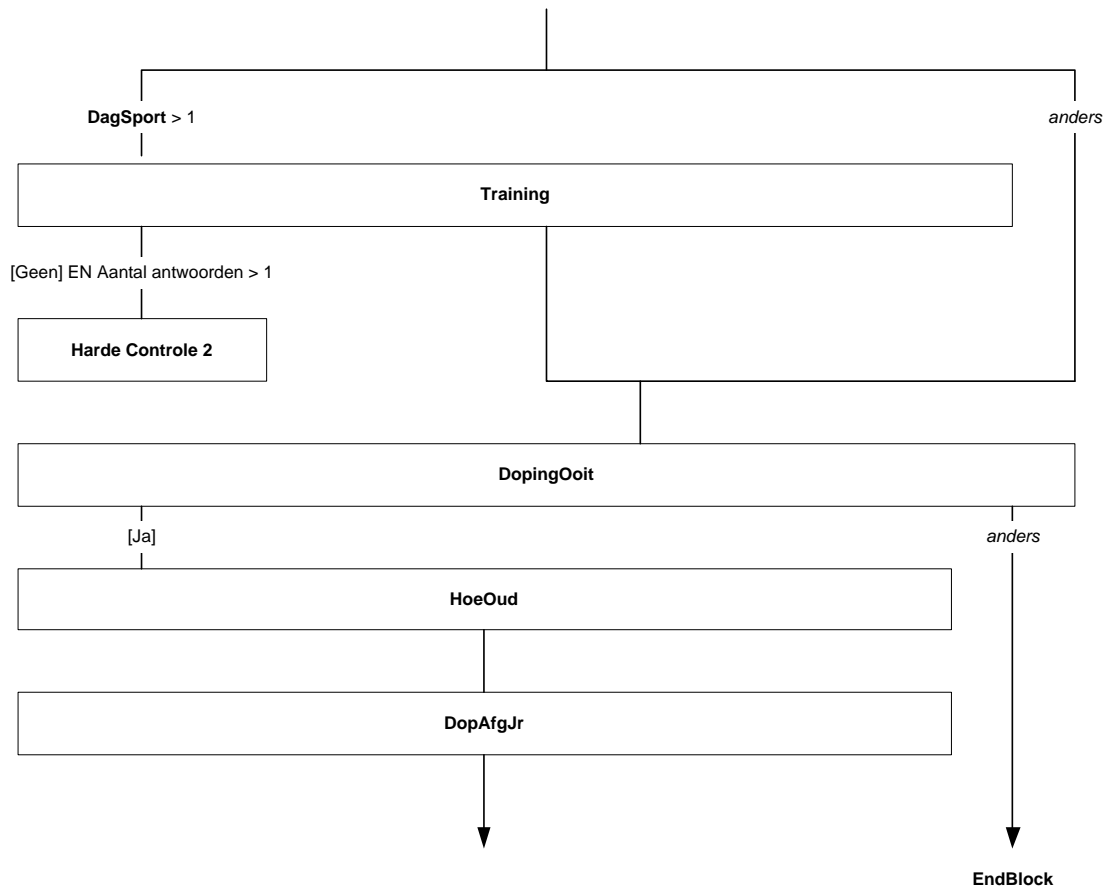 DagSport > 1
anders
Training
[Geen] EN Aantal antwoorden > 1
Harde Controle 2
DopingOoit
[Ja]
anders
HoeOud
DopAfgJr
EndBlock